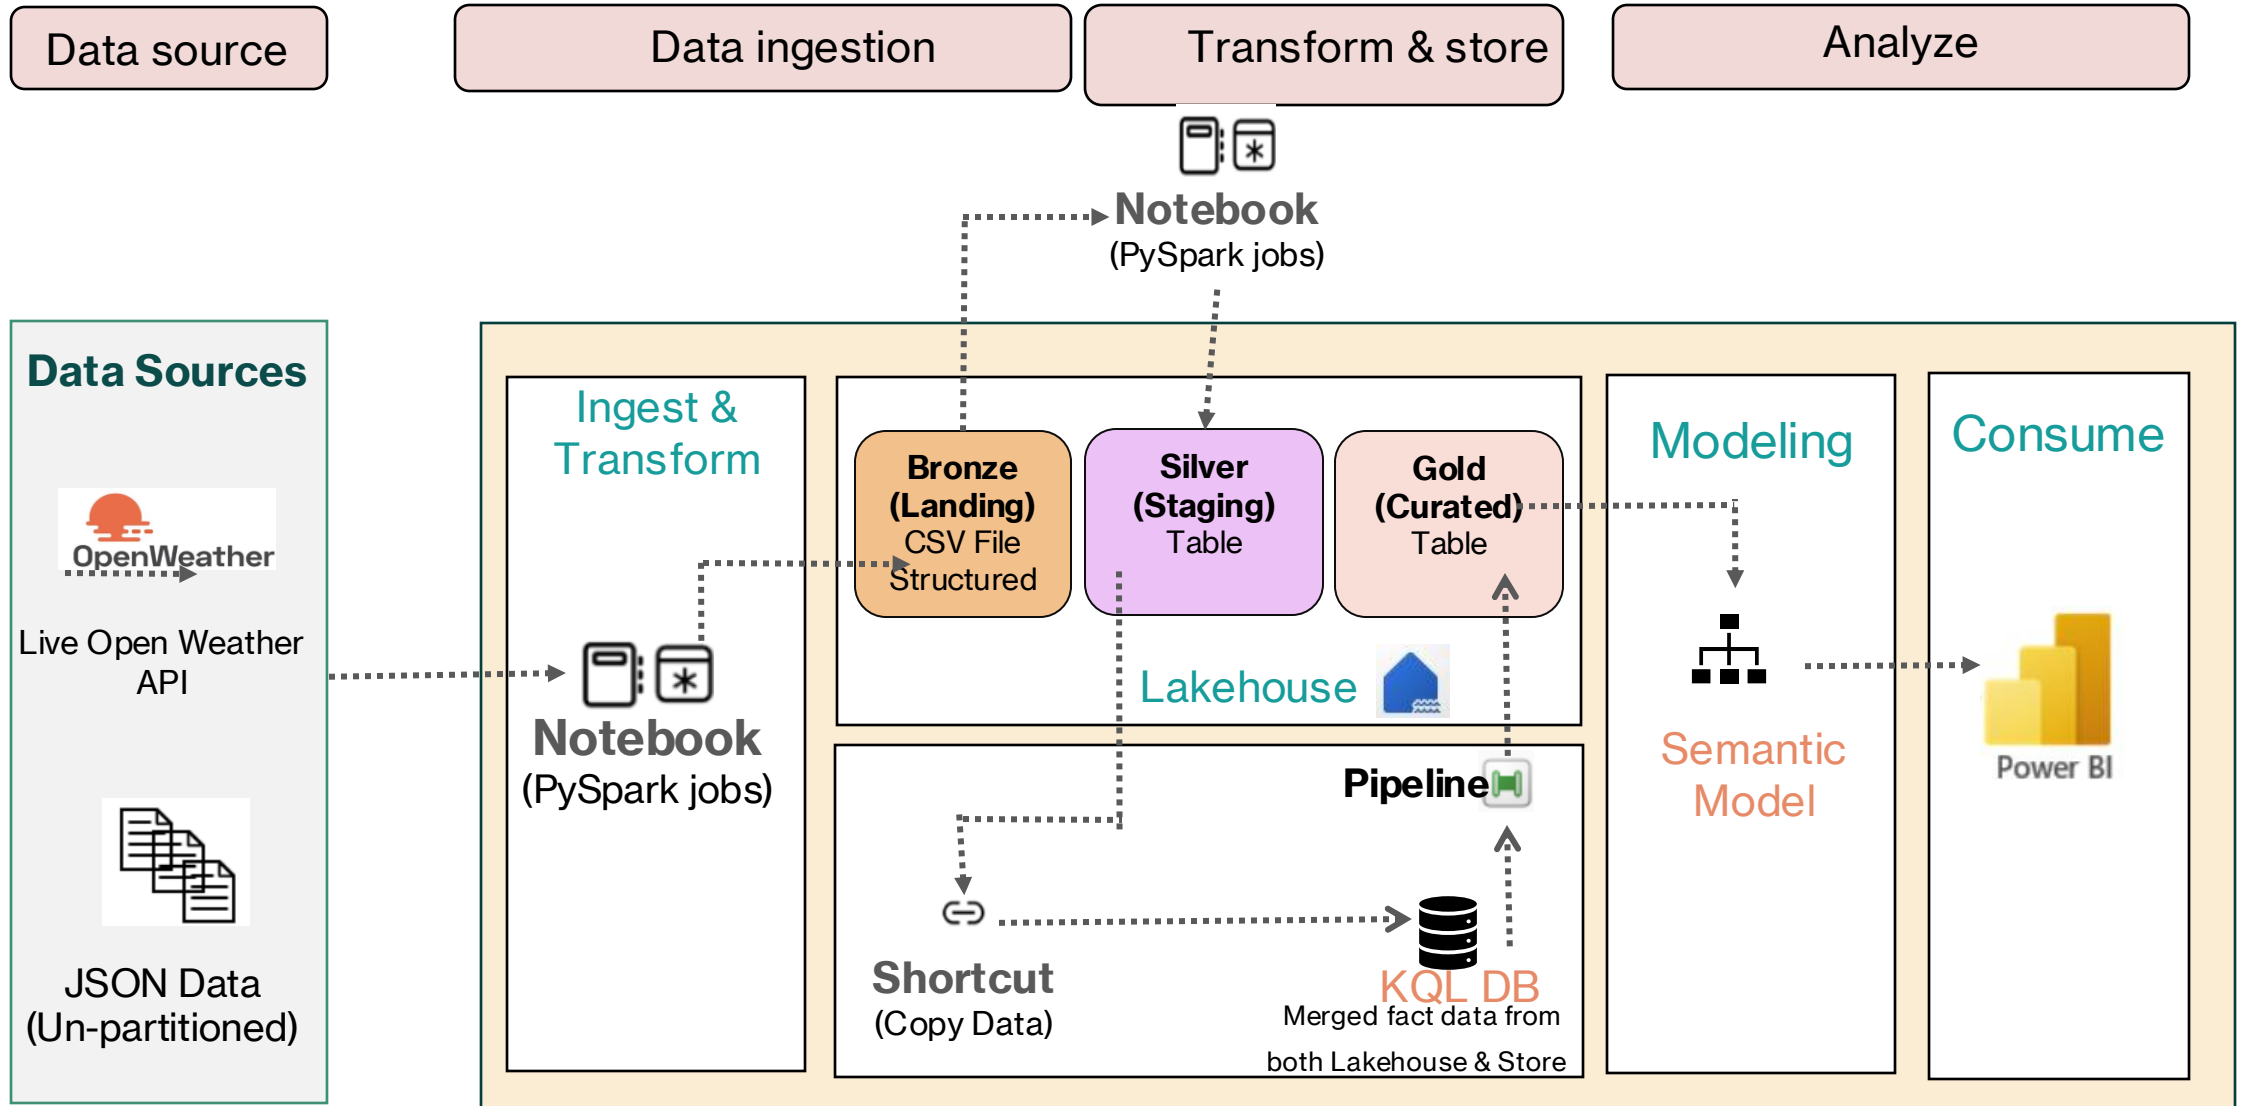 Data source
Data ingestion
Transform & store
Analyze
Notebook
(PySpark jobs)
Data Sources
OpenWeather
Live Open Weather
API
JSON Data
(Un-partitioned)
Ingest &
Transform
Notebook
(PySpark jobs)
Bronze
(Landing)
CSV File
Structured
Silver
(Staging)
Table
Gold
(Curated)
Table
Lakehouse
Pipeline
Shortcut
(Copy Data)
KQL DB
Merged fact data from
both Lakehouse & Store
Modeling
Semantic
Model
Consume
Power BI